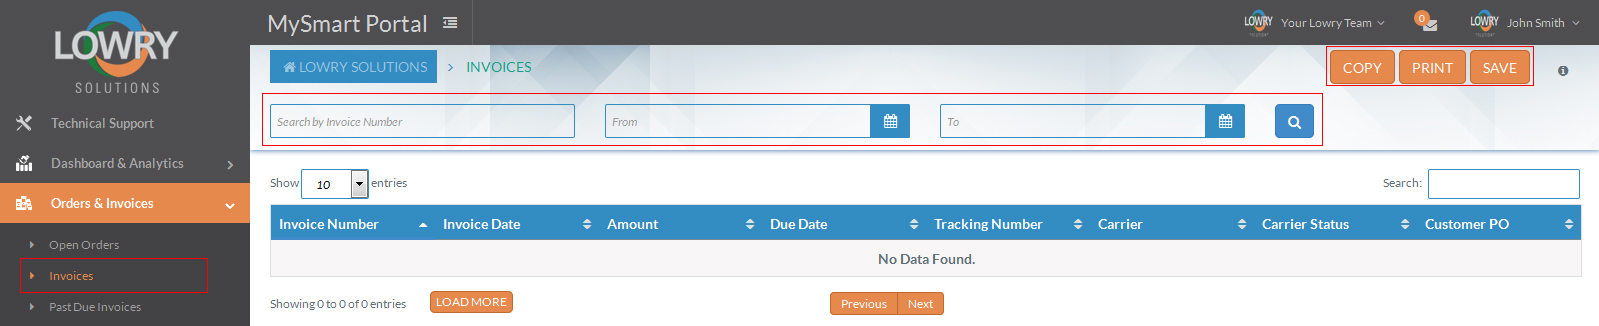 LOWRY
SOLUTIONS
Technical Support
Dashboard & Analytics
Orders & Invoices
Open Orders
Invoices
Past Due Invoices
MySmart Portal
Your Lowry Team
0
John Smith
LOWRY SOLUTIONS > INVOICES
COPY PRINT SAVE
Search by Invoice Number From To
Show 10 entries Search:
Invoice Number Invoice Date Amount Due Date Tracking Number Carrier Carrier Status Customer PO
No Data Found.
Showing 0 to 0 of 0 entries LOAD MORE Previous Next